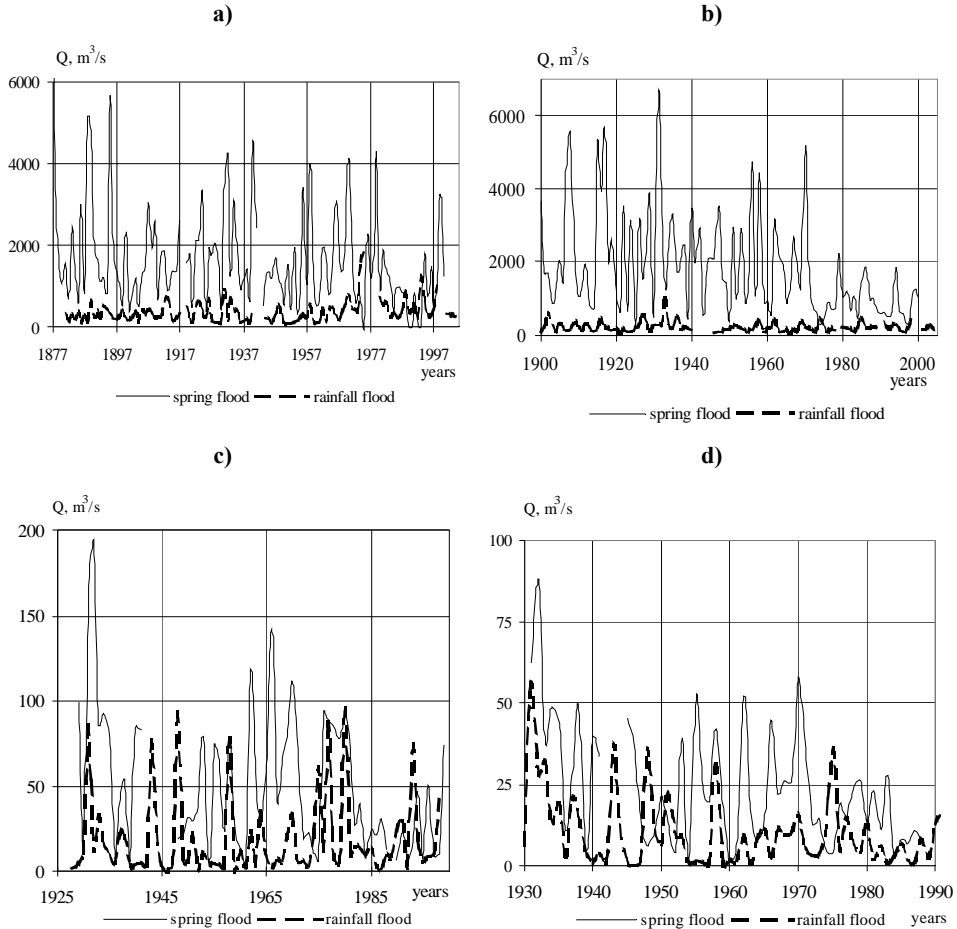 a)
b)
Q, m³/s
Q, m³/s
6000
4000
2000
0
1877 1897 1917 1937 1957 1977 1997
years
spring flood rainfall flood
6000
4000
2000
0
1900 1920 1940 1960 1980 2000
years
spring flood rainfall flood
c)
d)
Q, m³/s
Q, m³/s
200
150
100
50
0
1925 1945 1965 1985 years
spring flood rainfall flood
100
75
50
25
0
1930 1940 1950 1960 1970 1980 1990
spring flood rainfall flood years